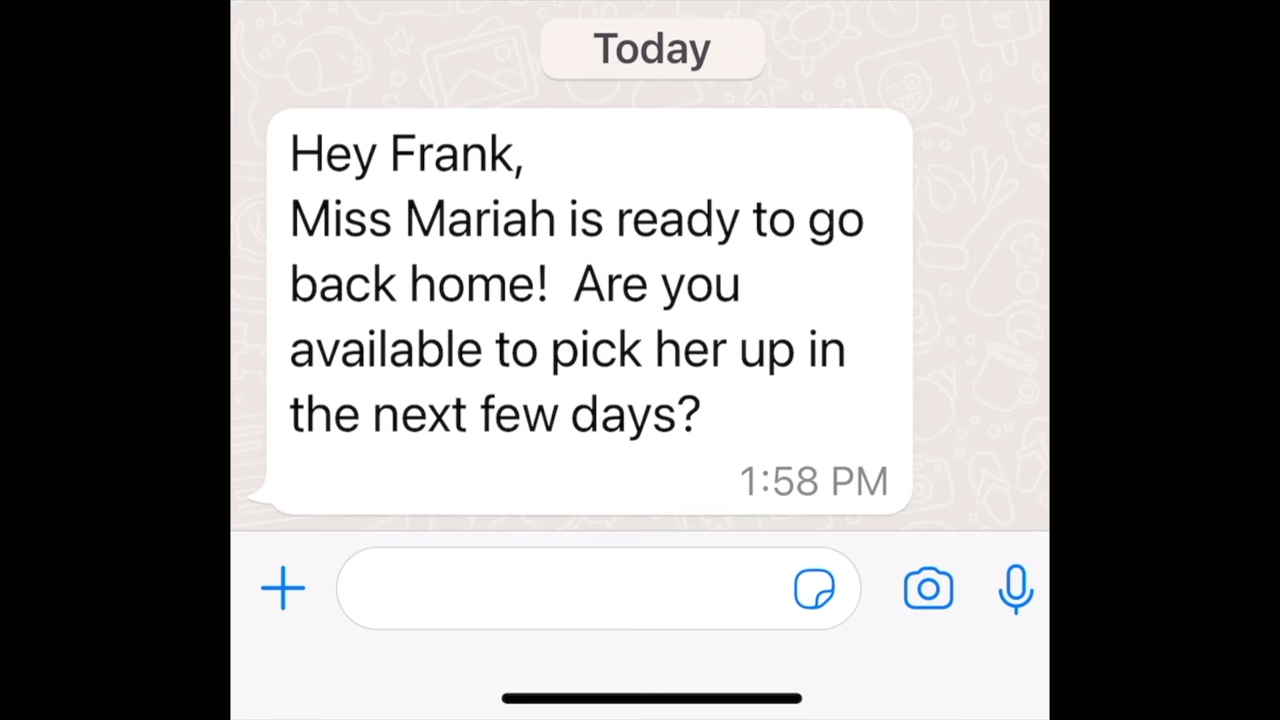 Today
Hey Frank,
Miss Mariah is ready to go
back home!  Are you
available to pick her up in
the next few days?
1:58 PM